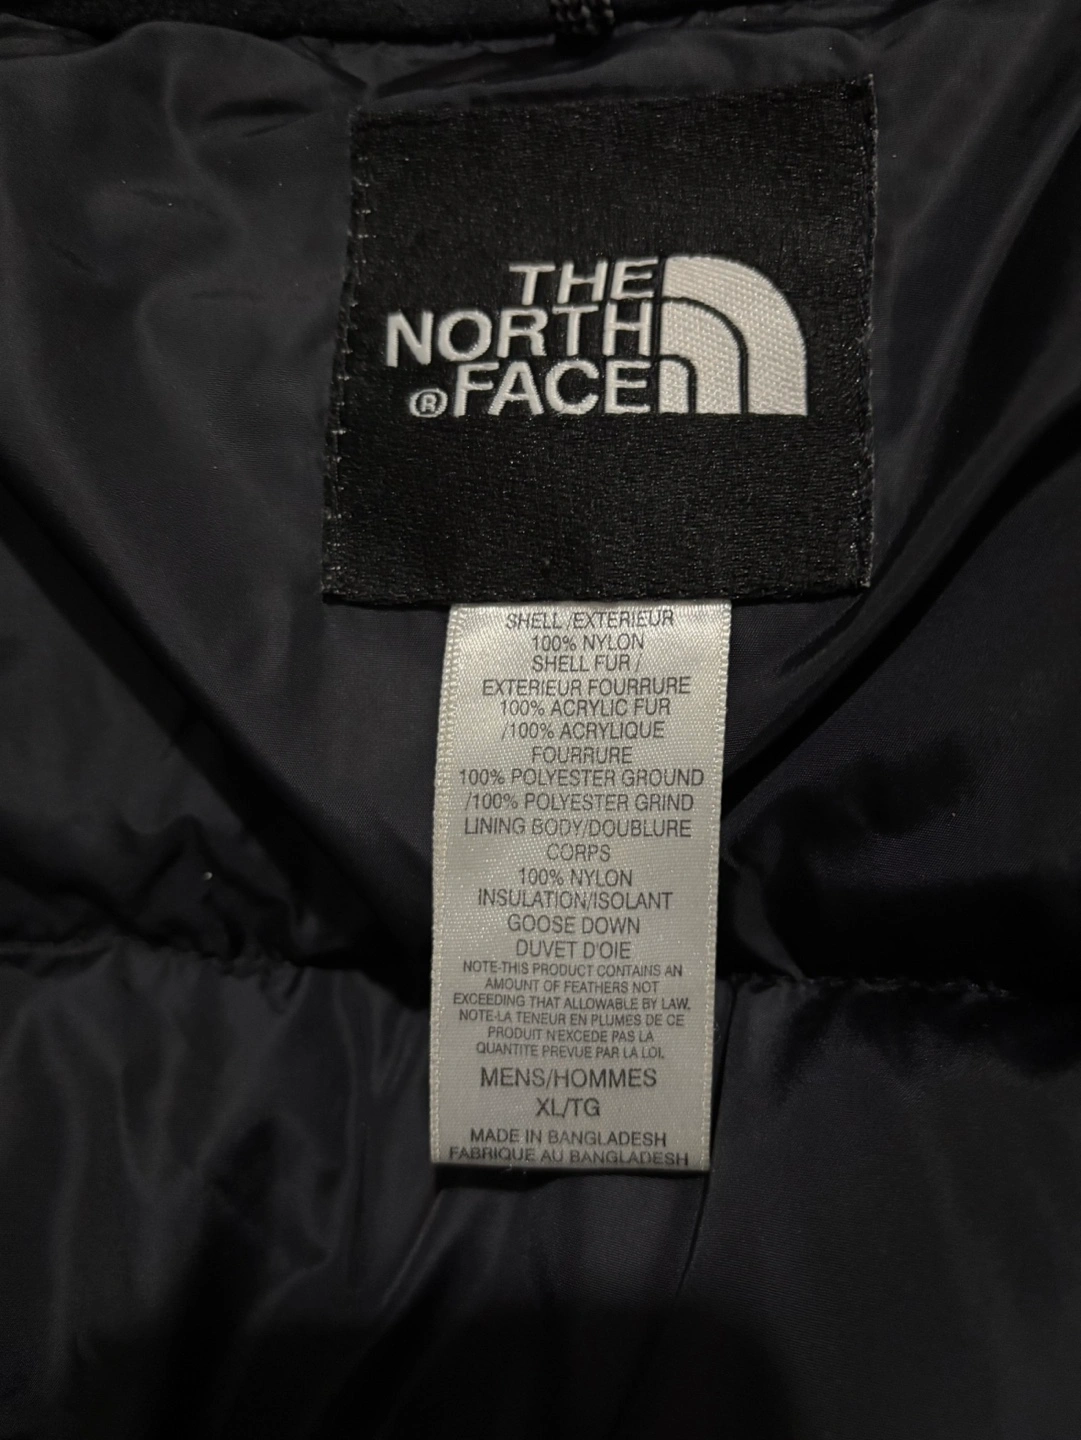 THE
NORTH
®FACE
SHELL /EXTERIEUR
100% NYLON
SHELL FUR /
EXTERIEUR FOURRURE
100% ACRYLIC FUR
/100% ACRYLIQUE
FOURRURE
100% POLYESTER GROUND
/100% POLYESTER GRIND
LINING BODY/DOUBLURE
CORPS
100% NYLON
INSULATION/ISOLANT
GOOSE DOWN
DUVET D'OIE
NOTE-THIS PRODUCT CONTAINS AN
AMOUNT OF FEATHERS NOT
EXCEEDING THAT ALLOWABLE BY LAW.
NOTE-LA TENEUR EN PLUMES DE CE
PRODUIT N'EXCEDE PAS LA
QUANTITE PREVUE PAR LA LOI.
MENS/HOMMES
XL/TG
MADE IN BANGLADESH
FABRIQUE AU BANGLADESH